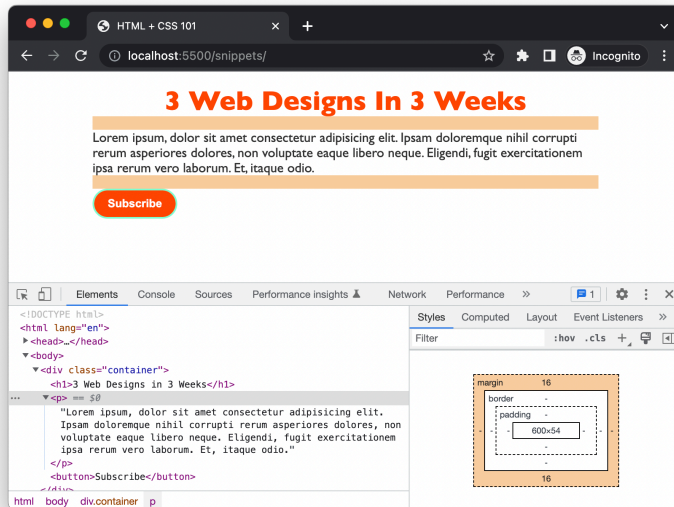 HTML + CSS 101
localhost:5500/snippets/
Incognito
3 Web Designs In 3 Weeks
Lorem ipsum, dolor sit amet consectetur adipisicing elit. Ipsam doloremque nihil corrupti
rerum asperiores dolores, non voluptate eaque libero neque. Eligendi, fugit exercitationem
ipsa rerum vero laborum. Et, itaque odio.
Subscribe
Elements Console Sources Performance insights Network Performance » 1
<!DOCTYPE html>
<html lang="en">
<head>…</head>
<body>
<div class="container">
<h1>3 Web Designs in 3 Weeks</h1>
<p> == $0
"Lorem ipsum, dolor sit amet consectetur adipisicing elit.
Ipsam doloremque nihil corrupti rerum asperiores dolores, non
voluptate eaque libero neque. Eligendi, fugit exercitationem
ipsa rerum vero laborum. Et, itaque odio."
</p>
<button>Subscribe</button>
</div>
html body div.container p
Styles Computed Layout Event Listeners »
Filter :hov .cls +
margin 16
border -
padding -
- - - 600×54 - - -
-
-
16